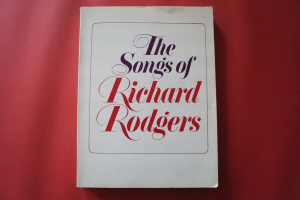 The
Songs of
Richard
Rodgers